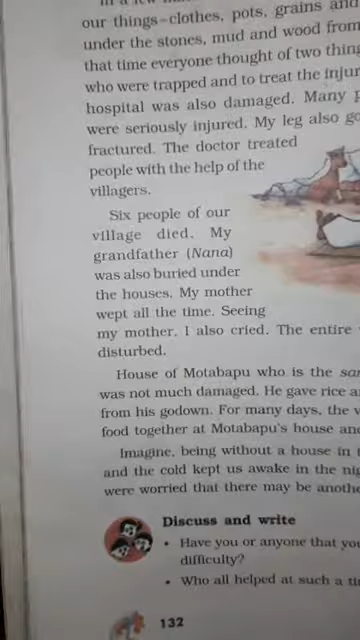 our things–clothes, pots, grains and
under the stones, mud and wood from
that time everyone thought of two
who were trapped and to treat the
hospital was also damaged. Many
were seriously injured. My leg also
fractured. The doctor treated
people with the help of the
villagers.
Six people of our
village died. My
grandfather (Nana)
was also buried under
the houses. My mother
wept all the time. Seeing
my mother, I also cried. The entire
disturbed.
House of Motabapu who is the
was not much damaged. He gave rice
from his godown. For many days, the
food together at Motabapu's house
Imagine, being without a house in
and the cold kept us awake in the
were worried that there may be
Discuss and write
• Have you or anyone that
difficulty?
• Who all helped at such a
132